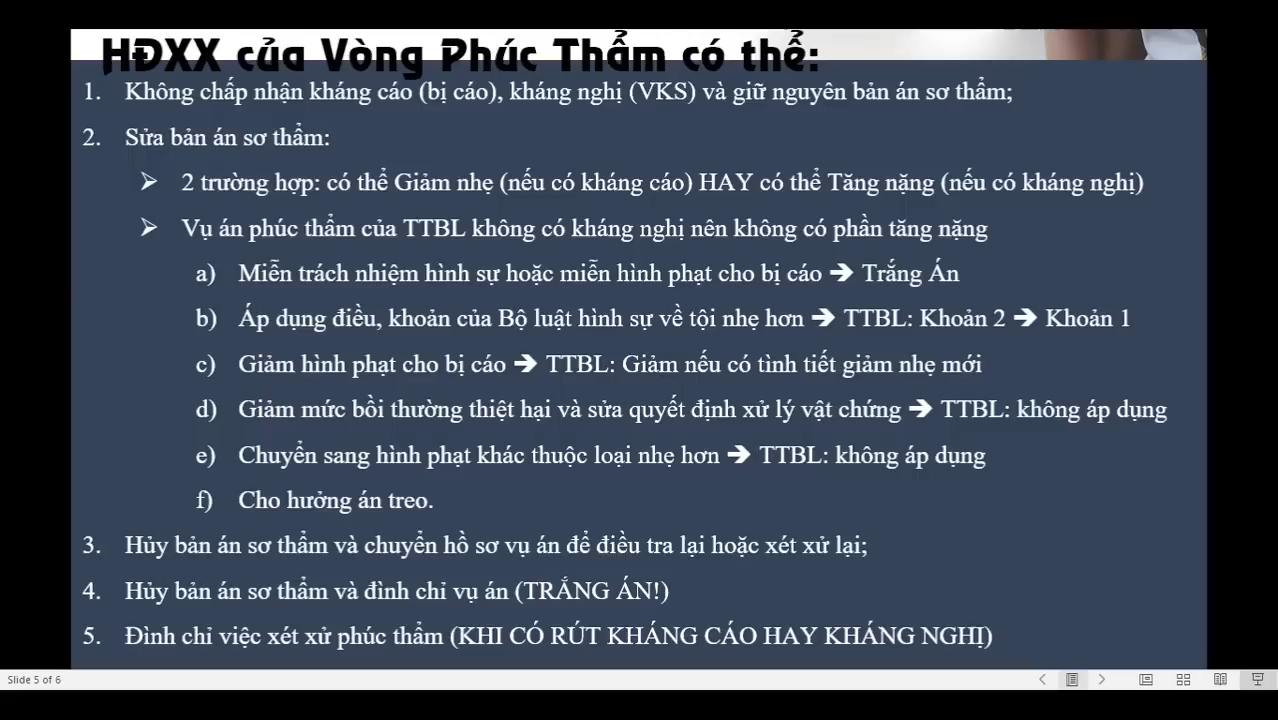 HĐXX của Vòng Phúc Thẩm có thể:
1. Không chấp nhận kháng cáo (bị cáo), kháng nghị (VKS) và giữ nguyên bản án sơ thẩm;
2. Sửa bản án sơ thẩm:
➢ 2 trường hợp: có thể Giảm nhẹ (nếu có kháng cáo) HAY có thể Tăng nặng (nếu có kháng nghị)
➢ Vụ án phúc thẩm của TTBL không có kháng nghị nên không có phần tăng nặng
a) Miễn trách nhiệm hình sự hoặc miễn hình phạt cho bị cáo ➔ Trắng Án
b) Áp dụng điều, khoản của Bộ luật hình sự về tội nhẹ hơn ➔ TTBL: Khoản 2 ➔ Khoản 1
c) Giảm hình phạt cho bị cáo ➔ TTBL: Giảm nếu có tình tiết giảm nhẹ mới
d) Giảm mức bồi thường thiệt hại và sửa quyết định xử lý vật chứng ➔ TTBL: không áp dụng
e) Chuyển sang hình phạt khác thuộc loại nhẹ hơn ➔ TTBL: không áp dụng
f) Cho hưởng án treo.
3. Hủy bản án sơ thẩm và chuyển hồ sơ vụ án để điều tra lại hoặc xét xử lại;
4. Hủy bản án sơ thẩm và đình chỉ vụ án (TRẮNG ÁN!)
5. Đình chỉ việc xét xử phúc thẩm (KHI CÓ RÚT KHÁNG CÁO HAY KHÁNG NGHỊ)
Slide 5 of 6